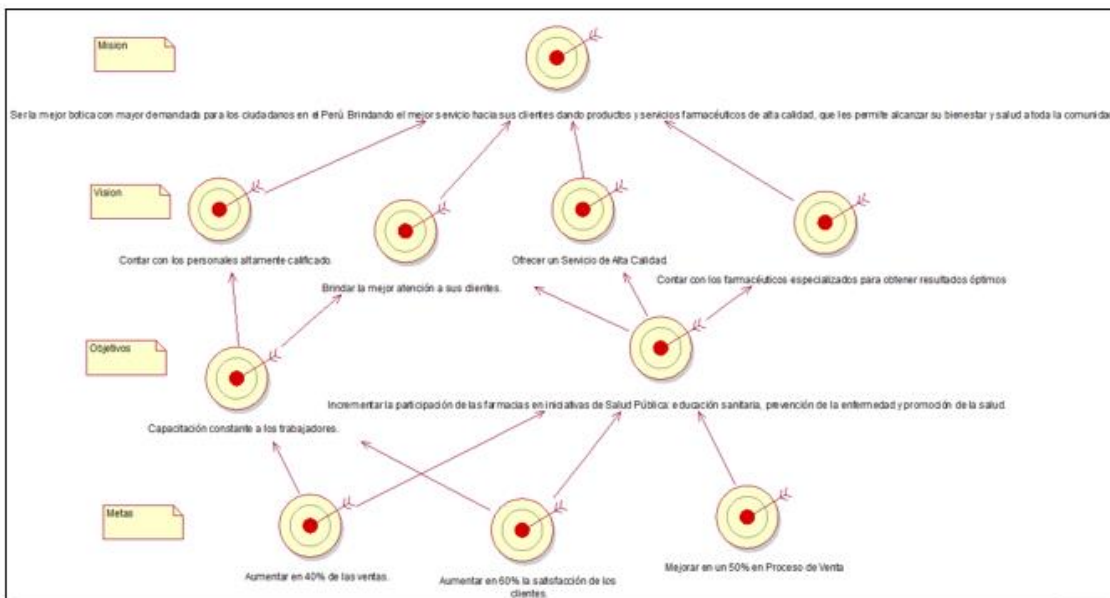 Mision
Ser la mejor botica con mayor demandada para los ciudadanos en el Perú. Brindando el mejor servicio hacia sus clientes dando productos y servicios farmacéuticos de alta calidad, que les permite alcanzar su bienestar y salud a toda la comunidad
Vision
Contar con los personales altamente calificado.
Brindar la mejor atención a sus clientes.
Ofrecer un Servicio de Alta Calidad.
Contar con los farmacéuticos especializados para obtener resultados óptimos
Objetivos
Capacitación constante a los trabajadores.
Incrementar la participación de las farmacias en iniciativas de Salud Pública: educación sanitaria, prevención de la enfermedad y promoción de la salud.
Metas
Aumentar en 40% de las ventas.
Aumentar en 60% la satisfacción de los
clientes.
Mejorar en un 50% en Proceso de Venta